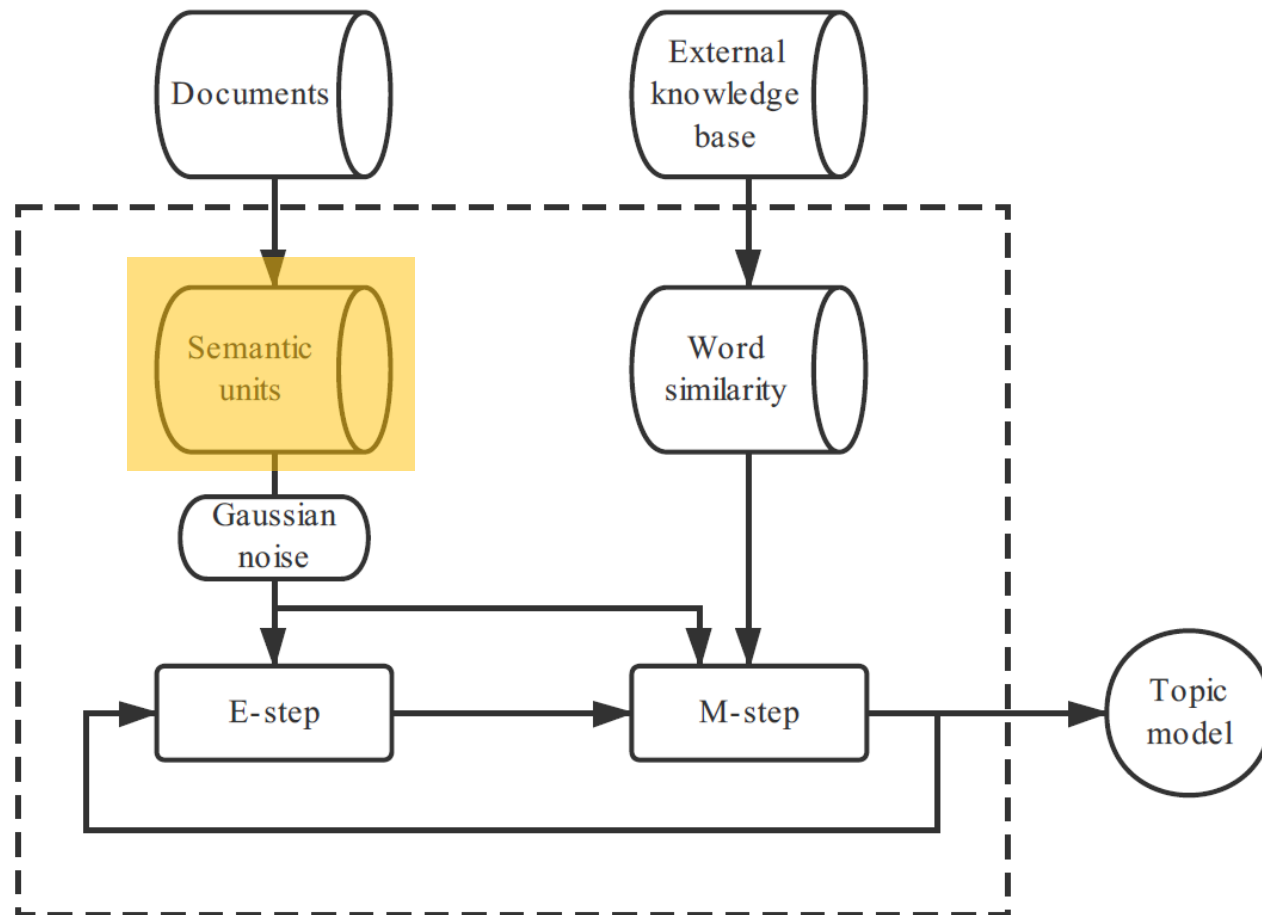 Documents
External
knowledge
base
Semantic
units
Word
similarity
Gaussian
noise
E-step
M-step
Topic
model